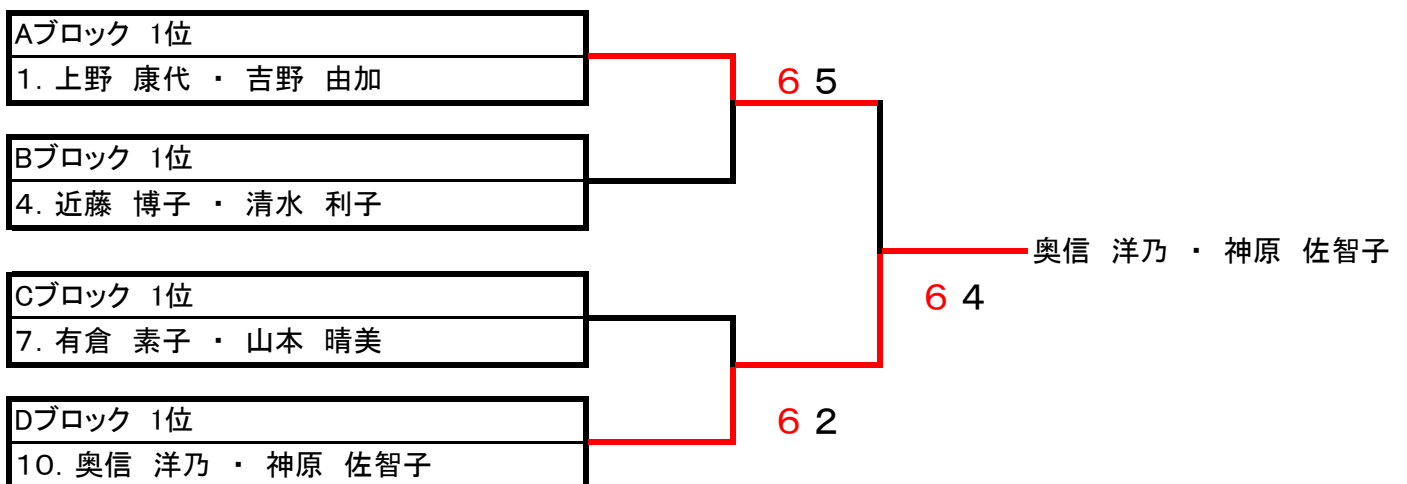 Aブロック 1位
1. 上野 康代 ・ 吉野 由加
6 5
Bブロック 1位
4. 近藤 博子 ・ 清水 利子
奥信 洋乃 ・ 神原 佐智子
Cブロック 1位
6 4
7. 有倉 素子 ・ 山本 晴美
Dブロック 1位
6 2
10. 奥信 洋乃 ・ 神原 佐智子